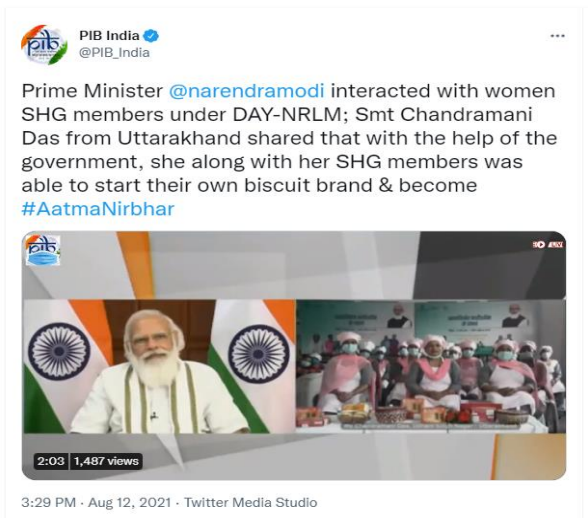 PIB India
@PIB_India
Prime Minister @narendramodi interacted with women
SHG members under DAY-NRLM; Smt Chandramani
Das from Uttarakhand shared that with the help of the
government, she along with her SHG members was
able to start their own biscuit brand & become
#AatmaNirbhar
pib
LIVE
2:03 1,487 views
3:29 PM · Aug 12, 2021 · Twitter Media Studio